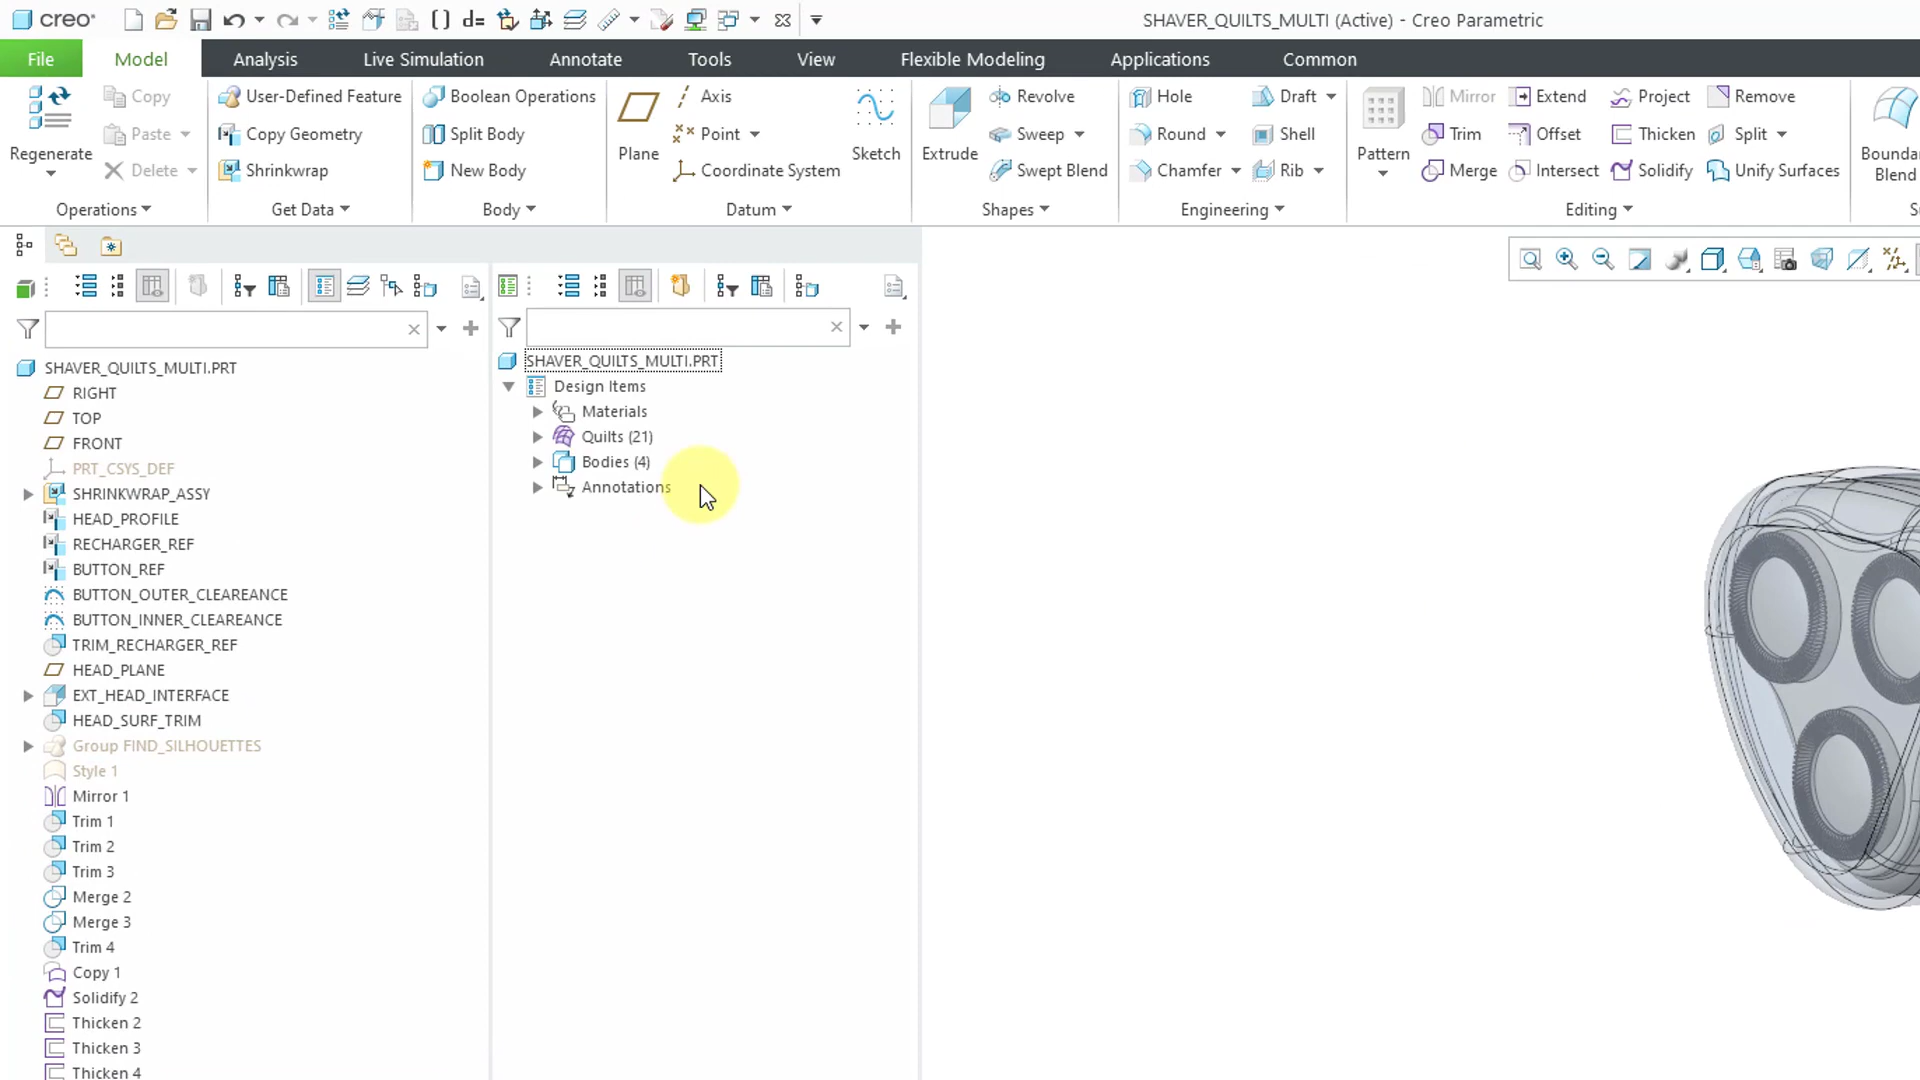 creo® d= SHAVER_QUILTS_MULTI (Active) - Creo Parametric
File Model Analysis Live Simulation Annotate Tools View Flexible Modeling Applications Common
Copy User-Defined Feature Boolean Operations Axis Revolve Hole Draft Mirror Extend Project Remove
Paste Copy Geometry Split Body Point Sweep Round Shell Trim Offset Thicken Split
Regenerate Plane Sketch Extrude Pattern Bounda
Delete Shrinkwrap New Body Coordinate System Swept Blend Chamfer Rib Merge Intersect Solidify Unify Surfaces Blend
Operations Get Data Body Datum Shapes Engineering Editing S
SHAVER_QUILTS_MULTI.PRT
RIGHT
TOP
FRONT
PRT_CSYS_DEF
SHRINKWRAP_ASSY
HEAD_PROFILE
RECHARGER_REF
BUTTON_REF
BUTTON_OUTER_CLEAREANCE
BUTTON_INNER_CLEAREANCE
TRIM_RECHARGER_REF
HEAD_PLANE
EXT_HEAD_INTERFACE
HEAD_SURF_TRIM
Group FIND_SILHOUETTES
Style 1
Mirror 1
Trim 1
Trim 2
Trim 3
Merge 2
Merge 3
Trim 4
Copy 1
Solidify 2
Thicken 2
Thicken 3
Thicken 4
SHAVER_QUILTS_MULTI.PRT
Design Items
Materials
Quilts (21)
Bodies (4)
Annotations